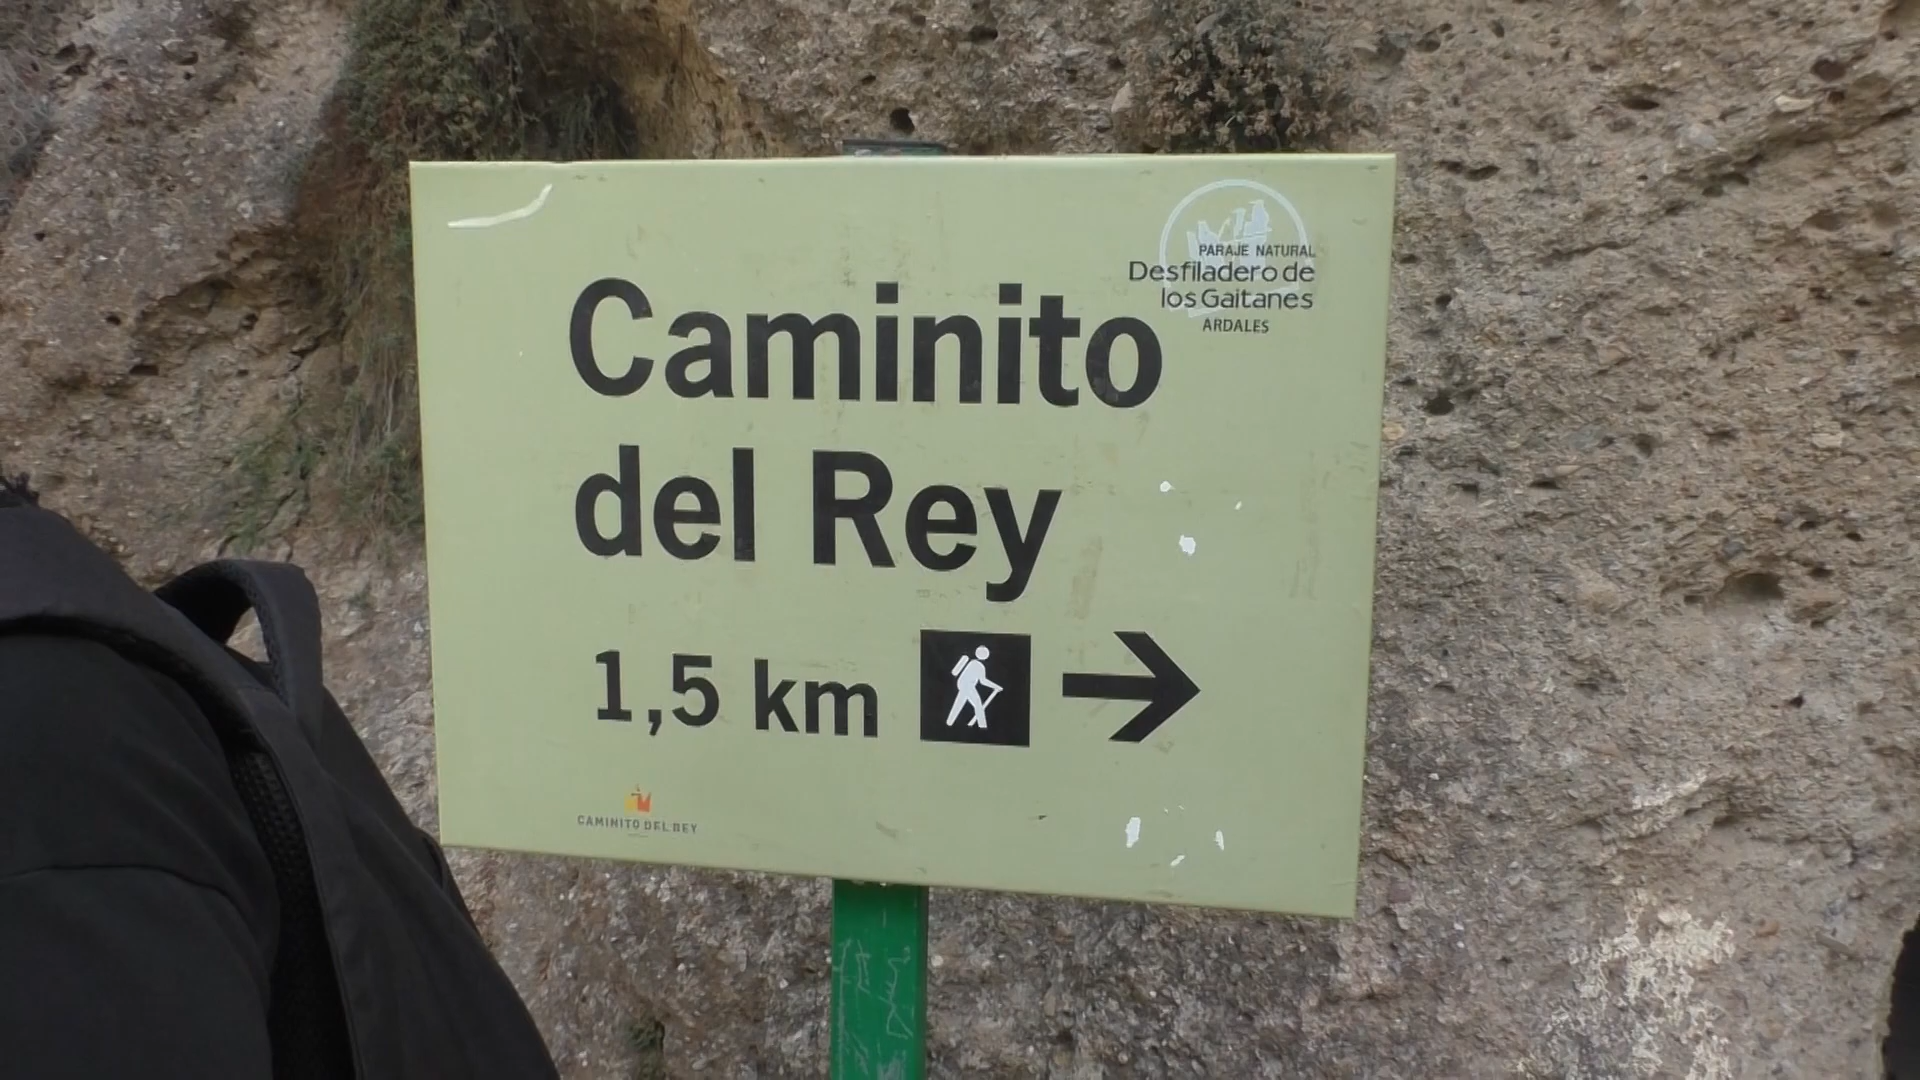 PARAJE NATURAL
Desfiladero de
los Gaitanes
ARDALES
Caminito
del Rey
1,5 km
CAMINITO DEL REY